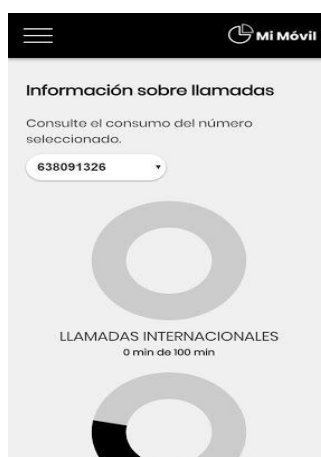 Mi Móvil
Información sobre llamadas
Consulte el consumo del número
seleccionado.
638091326
LLAMADAS INTERNACIONALES
0 min de 100 min